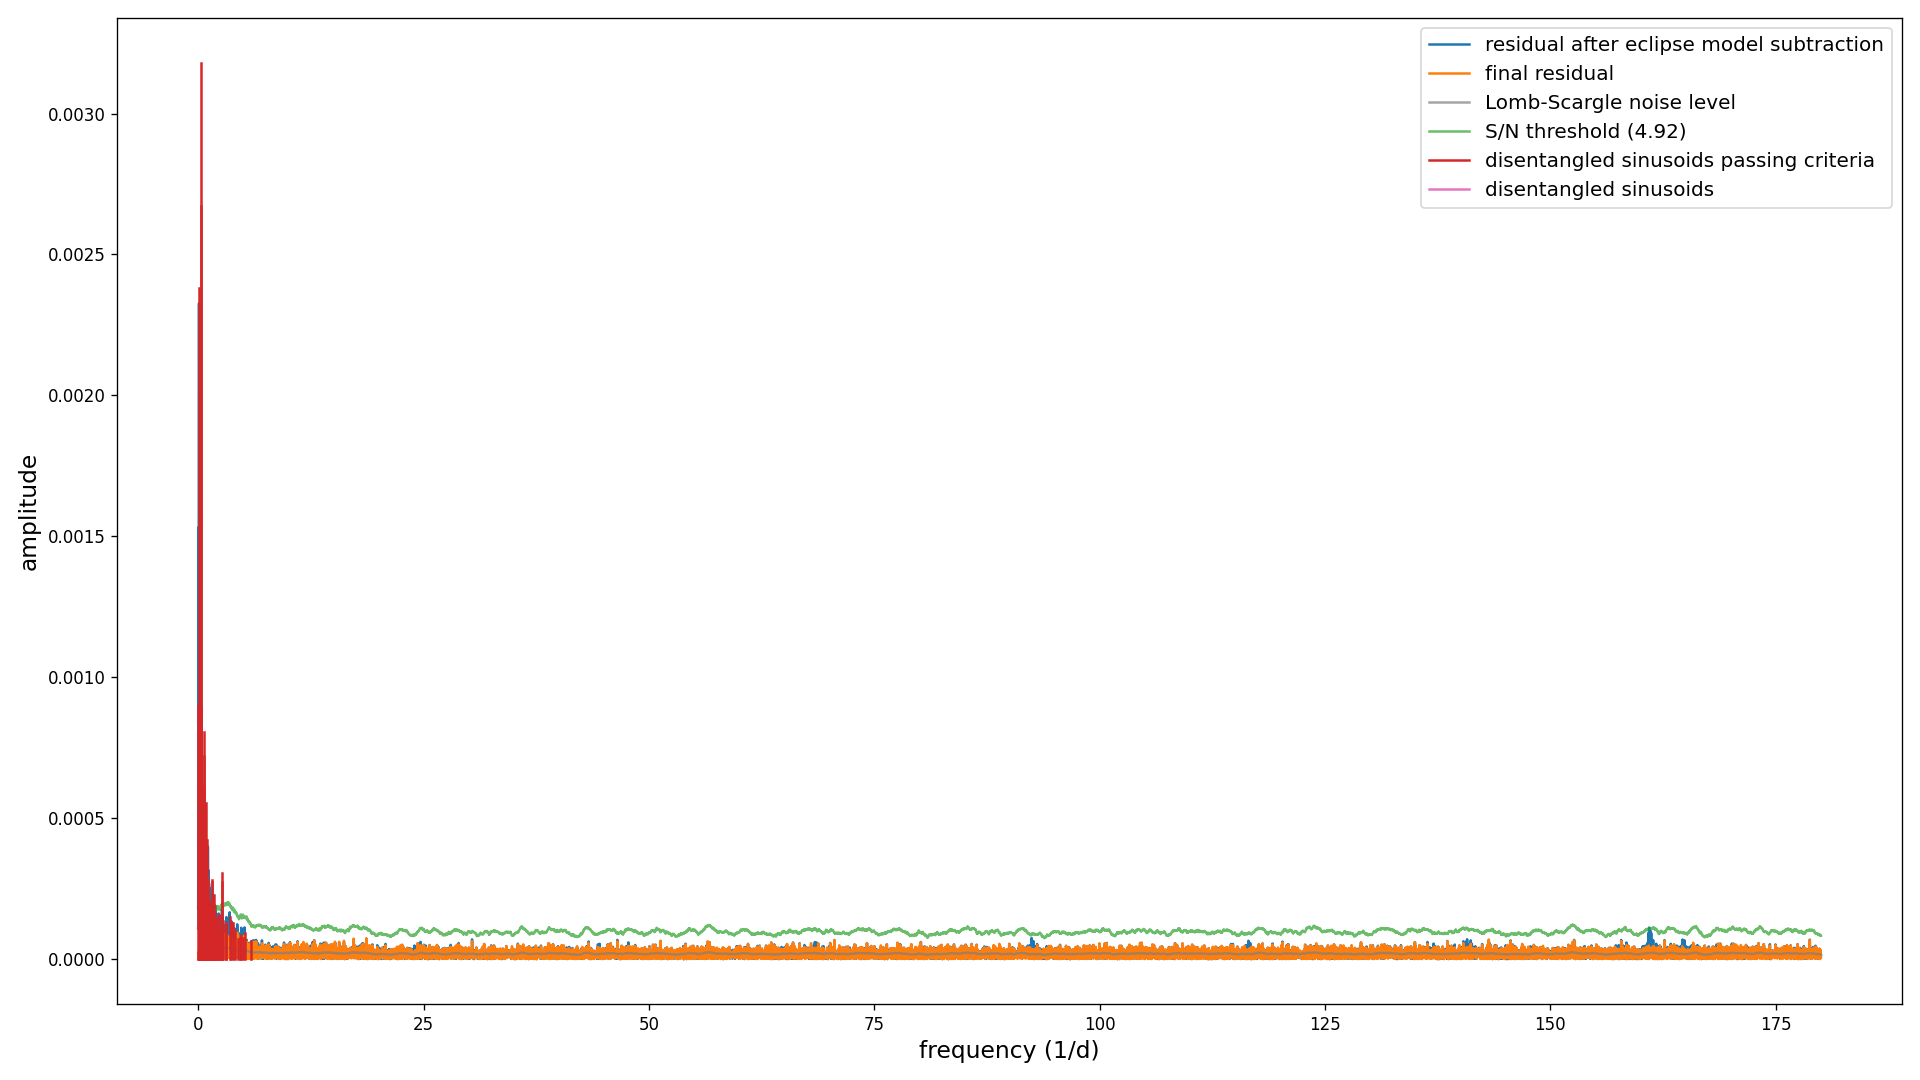 residual after eclipse model subtraction
final residual
Lomb-Scargle noise level
S/N threshold (4.92)
disentangled sinusoids passing criteria
disentangled sinusoids
0.0030
0.0025
0.0020
0.0015
0.0010
0.0005
0.0000
amplitude
0 25 50 75 100 125 150 175
frequency (1/d)